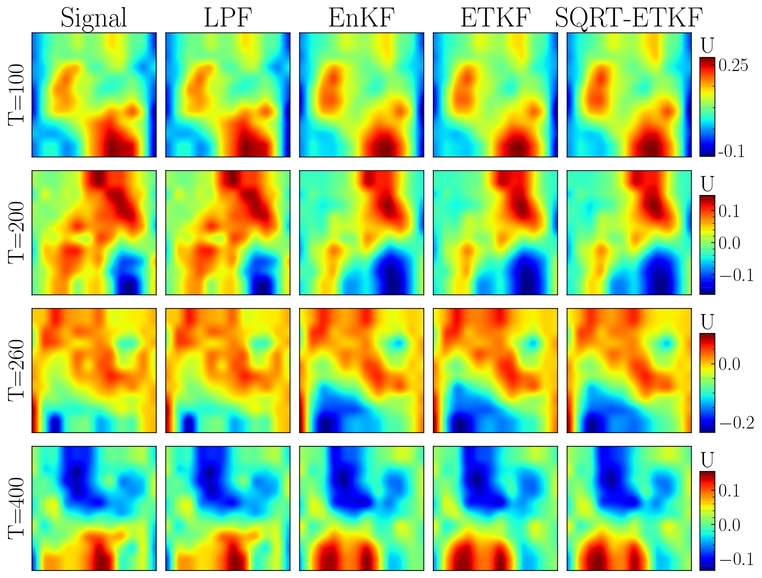 Signal LPF EnKF ETKF SQRT-ETKF
T=100
U
0.25
-0.1
T=200
U
0.1
0.0
−0.1
T=260
U
0.0
−0.2
T=400
U
0.1
0.0
−0.1